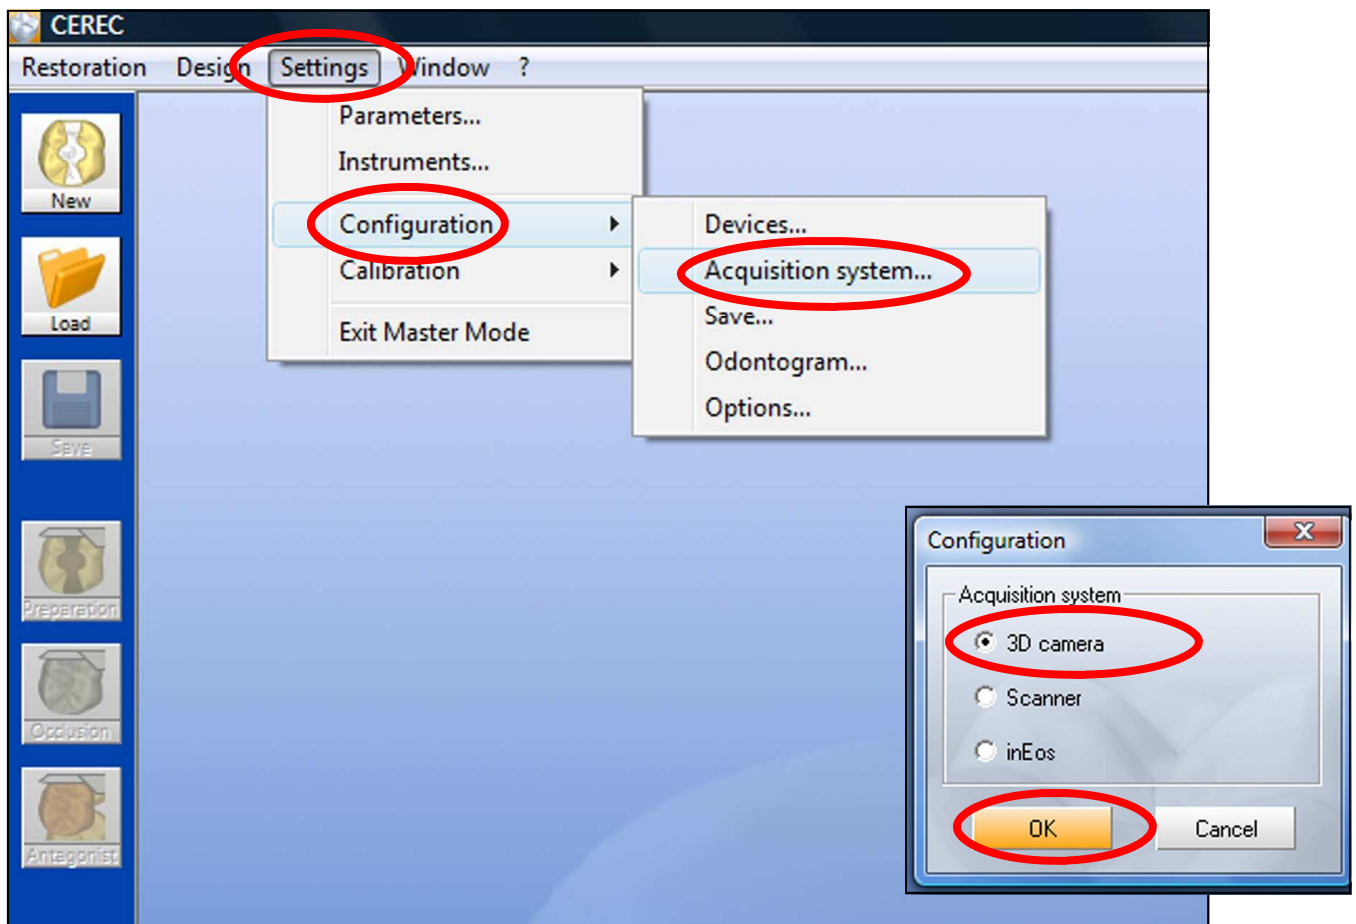 CEREC
Restoration Design Settings Window ?
Parameters...
Instruments...
Configuration
Calibration
Exit Master Mode
Devices...
Acquisition system...
Save...
Odontogram...
Options...
New
Load
Save
Preparation
Occlusion
Antagonist
Configuration
X
Acquisition system
3D camera
Scanner
inEos
OK Cancel